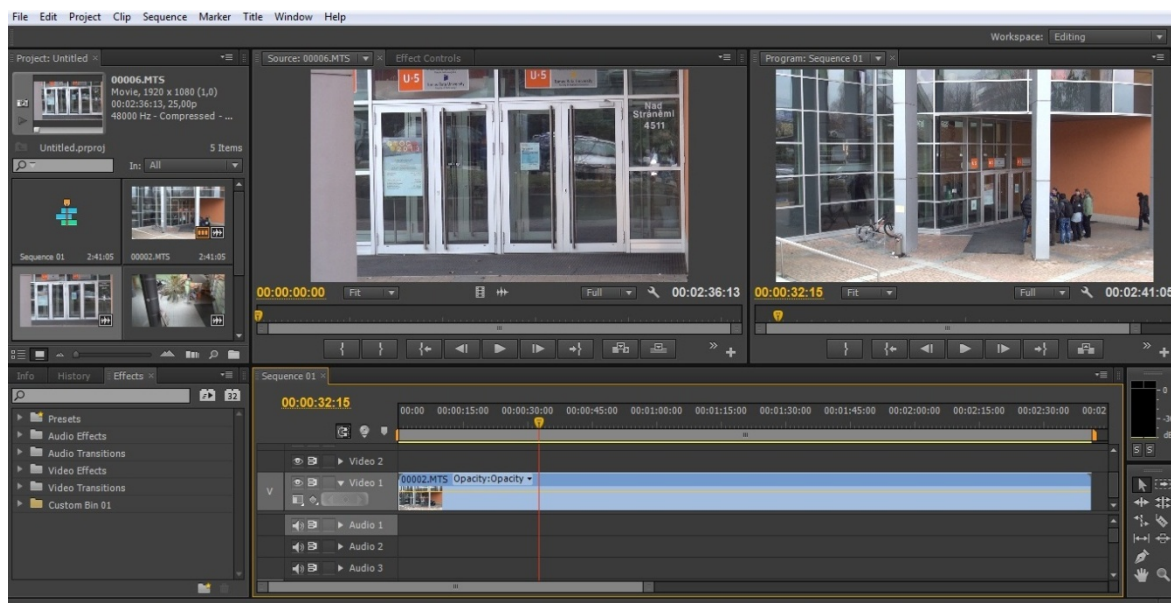 File Edit Project Clip Sequence Marker Title Window Help
Workspace: Editing
Project: Untitled ×
00006.MTS
Movie, 1920 x 1080 (1,0)
00:02:36:13, 25,00p
48000 Hz - Compressed - ...
Untitled.prproj 5 Items
In: All
Sequence 01 2:41:05
00002.MTS 2:41:05
Source: 00006.MTS × Effect Controls
U·5 U·5
Nad
Stráněmi
4511
00:00:00:00 Fit Full 00:02:36:13
Program: Sequence 01 ×
00:00:32:15 Fit Full 00:02:41:05
Info History Effects ×
32
Presets
Audio Effects
Audio Transitions
Video Effects
Video Transitions
Custom Bin 01
Sequence 01 ×
00:00:32:15
00:00 00:00:15:00 00:00:30:00 00:00:45:00 00:01:00:00 00:01:15:00 00:01:30:00 00:01:45:00 00:02:00:00 00:02:15:00 00:02:30:00 00:02
Video 2
V Video 1
00002.MTS Opacity:Opacity
Audio 1
Audio 2
Audio 3
0
-3
dB
S S